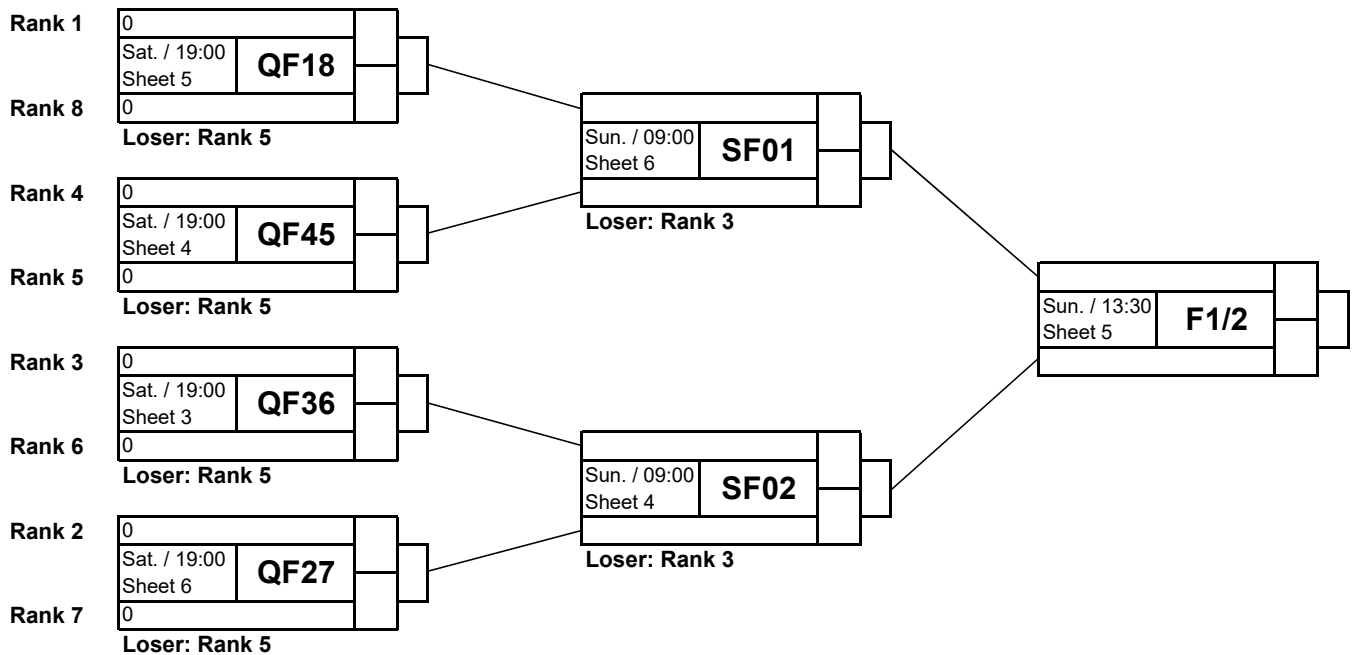 Rank 1
0
Sat. / 19:00
Sheet 5
QF18
Rank 8
0
Loser: Rank 5
Rank 4
0
Sat. / 19:00
Sheet 4
QF45
Rank 5
0
Loser: Rank 5
Rank 3
0
Sat. / 19:00
Sheet 3
QF36
Rank 6
0
Loser: Rank 5
Rank 2
0
Sat. / 19:00
Sheet 6
QF27
Rank 7
0
Loser: Rank 5
Sun. / 09:00
Sheet 6
SF01
Loser: Rank 3
Sun. / 09:00
Sheet 4
SF02
Loser: Rank 3
Sun. / 13:30
Sheet 5
F1/2